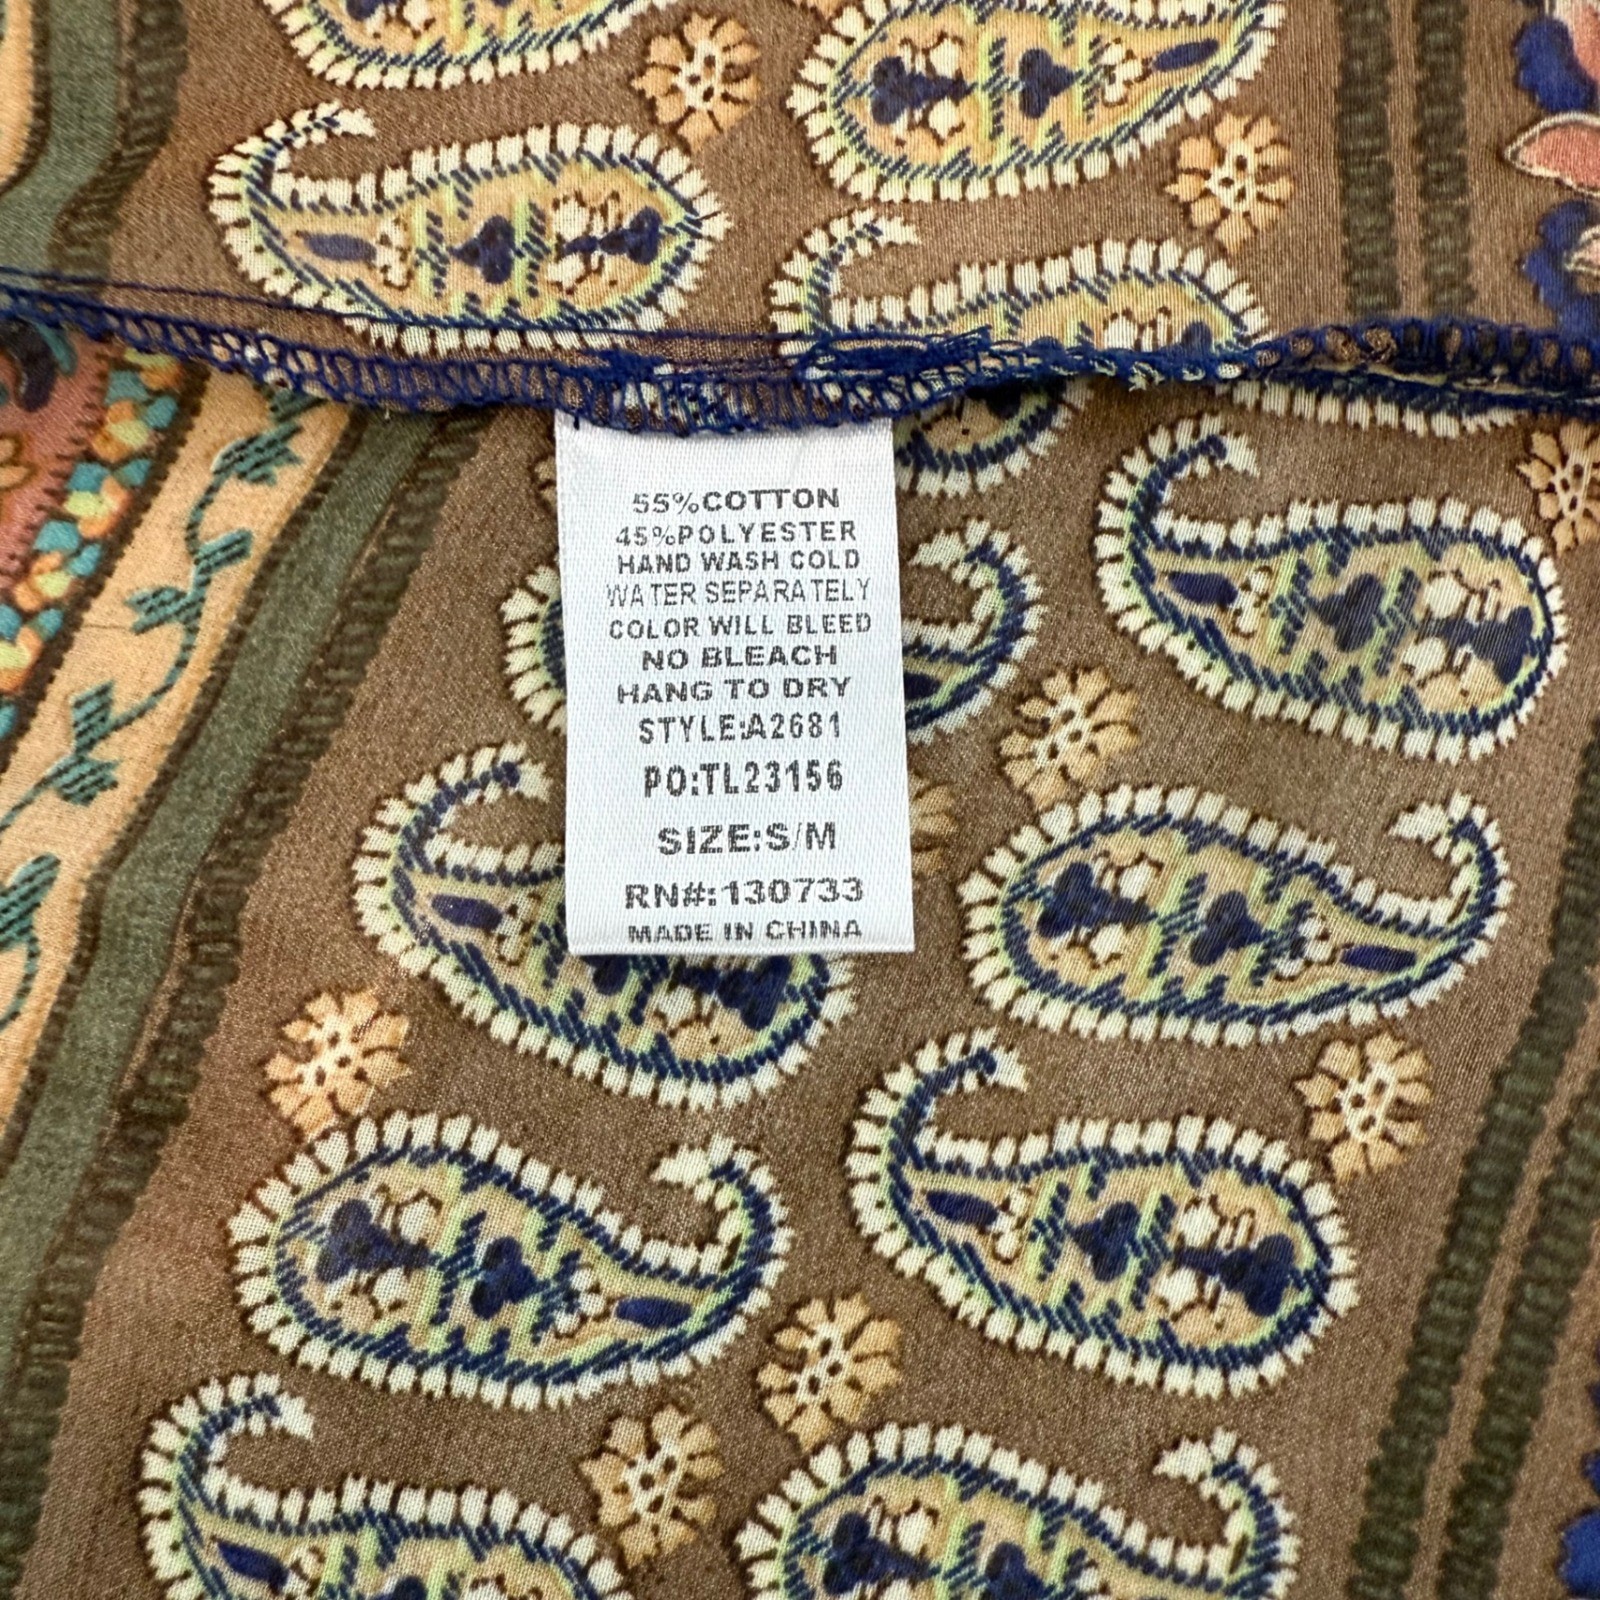 55%COTTON
45%POLYESTER
HAND WASH COLD
WATER SEPARATELY
COLOR WILL BLEED
NO BLEACH
HANG TO DRY
STYLE:A2681
PO:TL23156
SIZE:S/M
RN#:130733
MADE IN CHINA